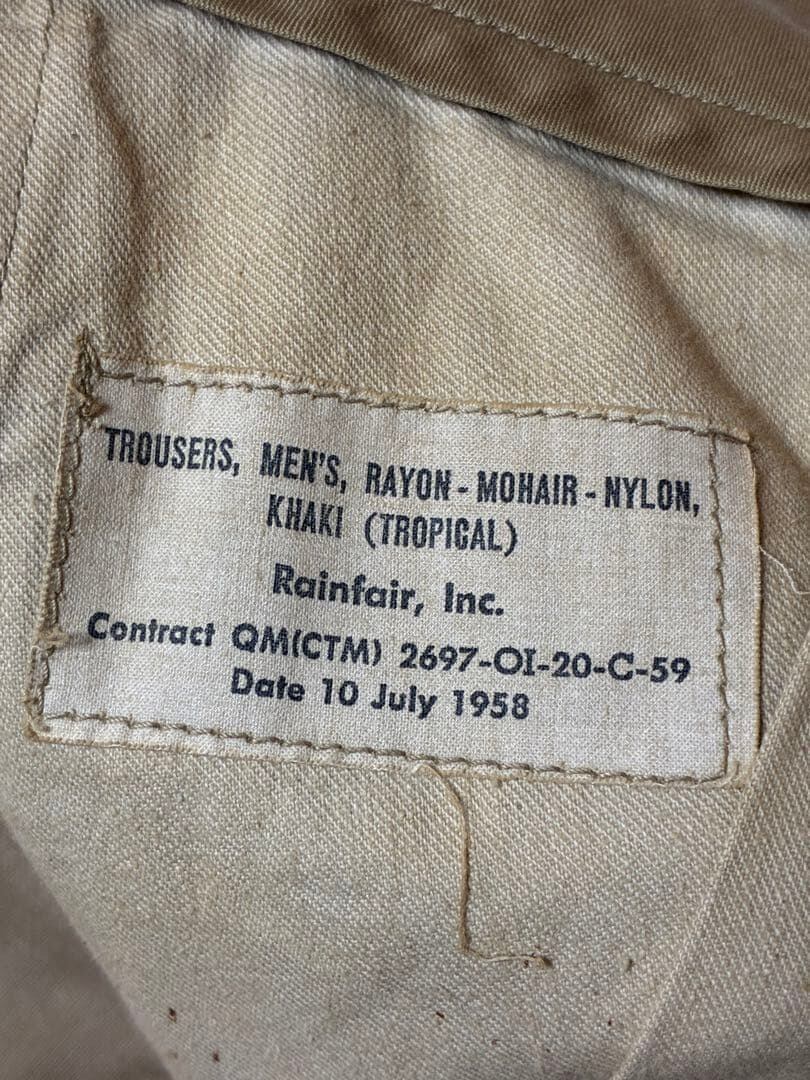 TROUSERS, MEN'S, RAYON - MOHAIR - NYLON,
KHAKI (TROPICAL)
Rainfair, Inc.
Contract QM(CTM) 2697-OI-20-C-59
Date 10 July 1958